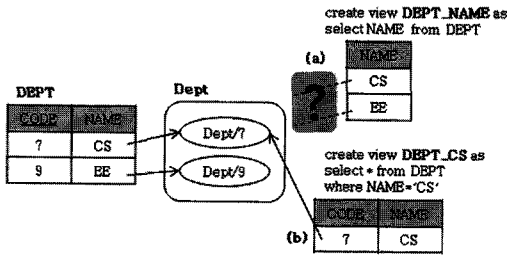 create view DEPT_NAME as
select NAME from DEPT
(a)
NAME
CS
EE
?
DEPT
CODE NAME
7 CS
9 EE
Dept
Dept/7
Dept/9
create view DEPT_CS as
select * from DEPT
where NAME='CS'
(b)
CODE NAME
7 CS